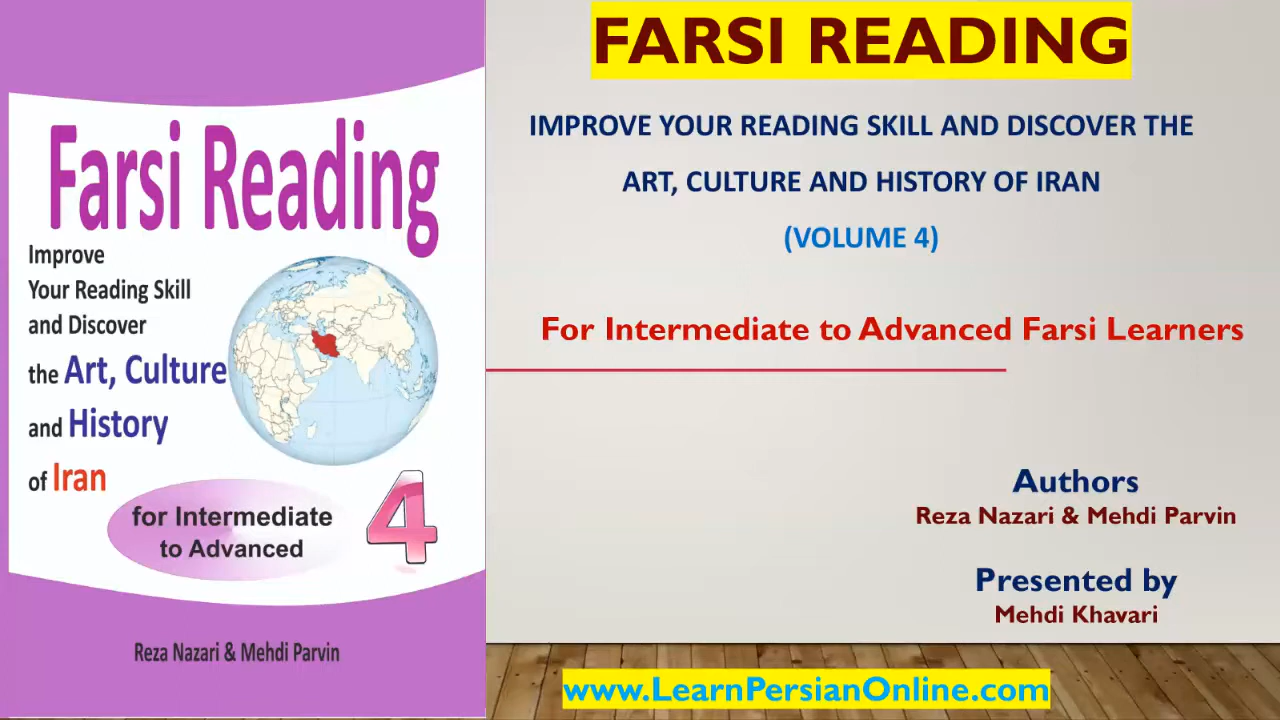 Farsi Reading
Improve
Your Reading Skill
and Discover
the Art, Culture
and History
of Iran
for Intermediate
to Advanced
4
Reza Nazari & Mehdi Parvin
FARSI READING
IMPROVE YOUR READING SKILL AND DISCOVER THE
ART, CULTURE AND HISTORY OF IRAN
(VOLUME 4)
For Intermediate to Advanced Farsi Learners
Authors
Reza Nazari & Mehdi Parvin
Presented by
Mehdi Khavari
www.LearnPersianOnline.com